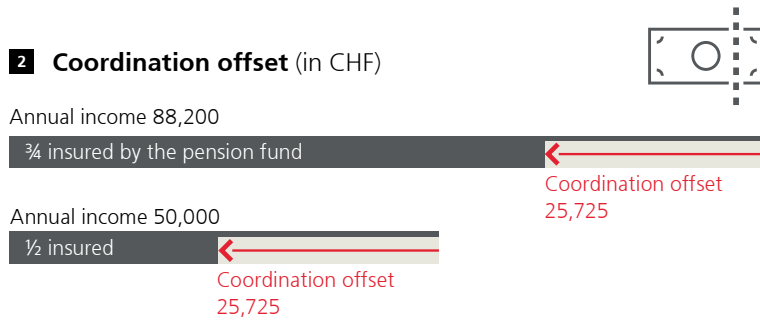 2 Coordination offset (in CHF)
Annual income 88,200
¾ insured by the pension fund
Coordination offset
25,725
Annual income 50,000
½ insured
Coordination offset
25,725